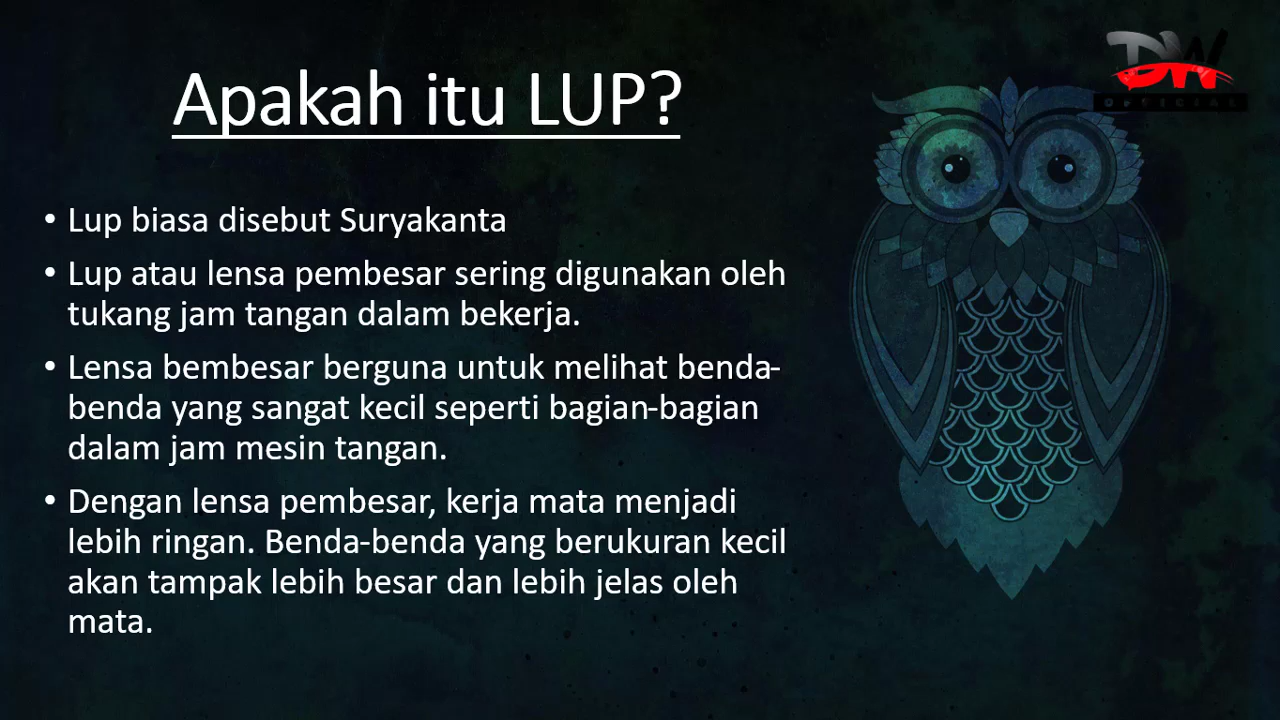 Apakah itu LUP?
• Lup biasa disebut Suryakanta
• Lup atau lensa pembesar sering digunakan oleh
tukang jam tangan dalam bekerja.
• Lensa bembesar berguna untuk melihat benda-
benda yang sangat kecil seperti bagian-bagian
dalam jam mesin tangan.
• Dengan lensa pembesar, kerja mata menjadi
lebih ringan. Benda-benda yang berukuran kecil
akan tampak lebih besar dan lebih jelas oleh
mata.
DW
OFFICIAL